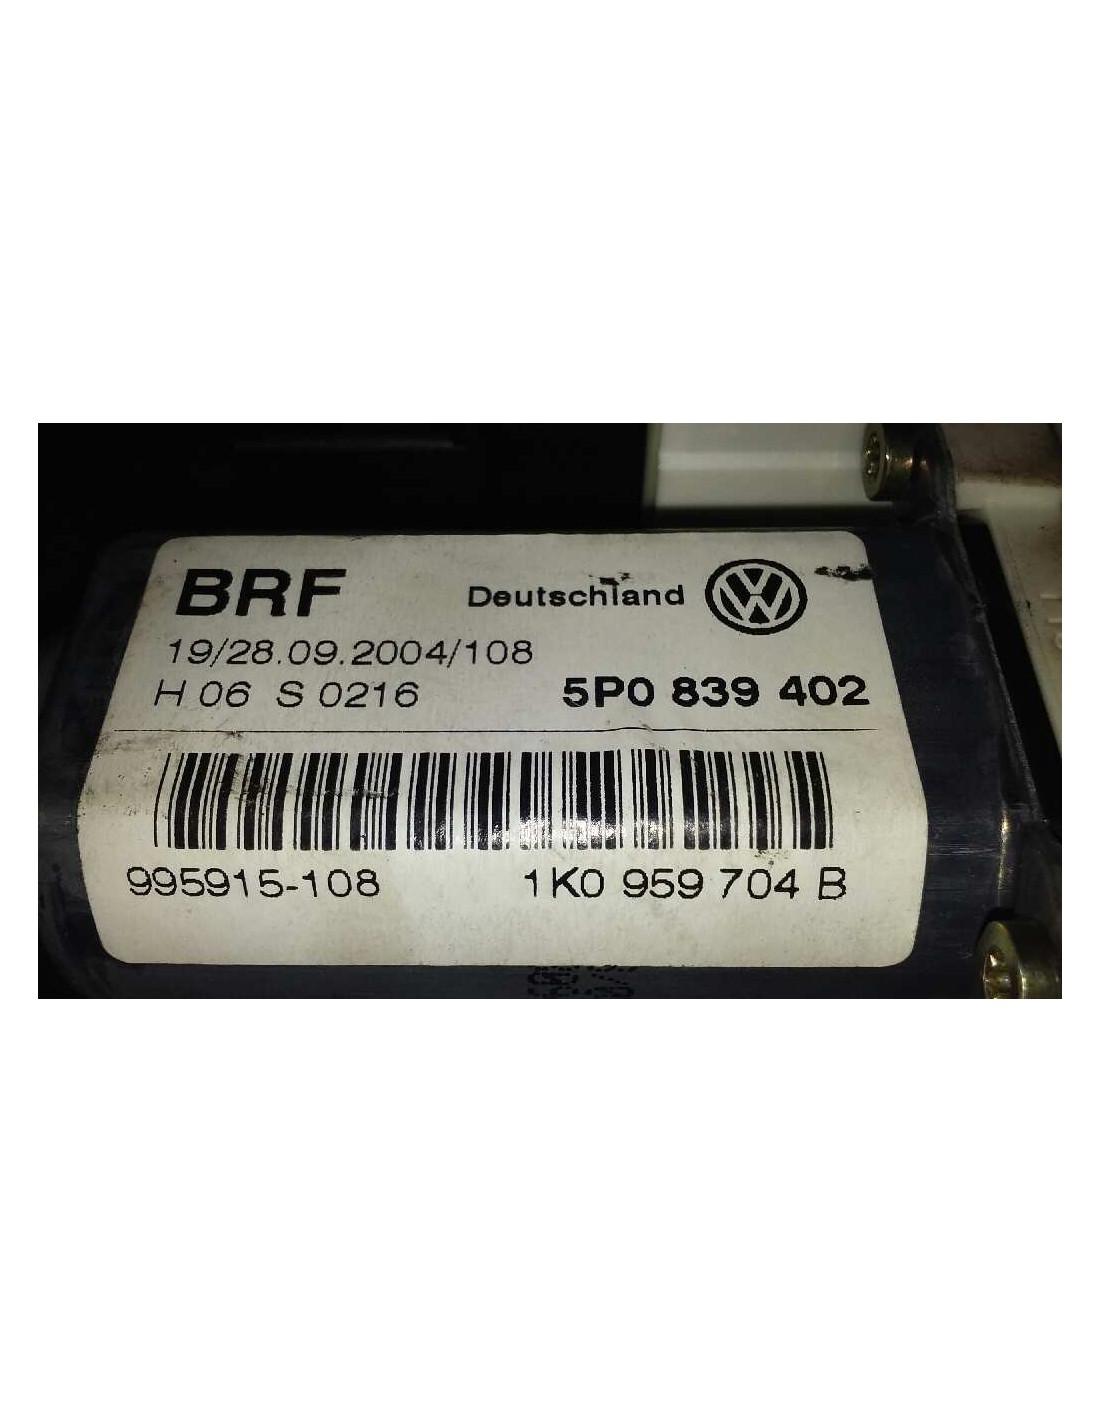 BRF Deutschland
19/28.09.2004/108
H 06 S 0216 5P0 839 402
995915-108 1K0 959 704 B